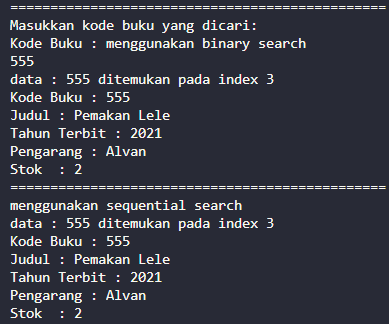 ================================================
Masukkan kode buku yang dicari:
Kode Buku : menggunakan binary search
555
data : 555 ditemukan pada index 3
Kode Buku : 555
Judul : Pemakan Lele
Tahun Terbit : 2021
Pengarang : Alvan
Stok  : 2
================================================
menggunakan sequential search
data : 555 ditemukan pada index 3
Kode Buku : 555
Judul : Pemakan Lele
Tahun Terbit : 2021
Pengarang : Alvan
Stok  : 2